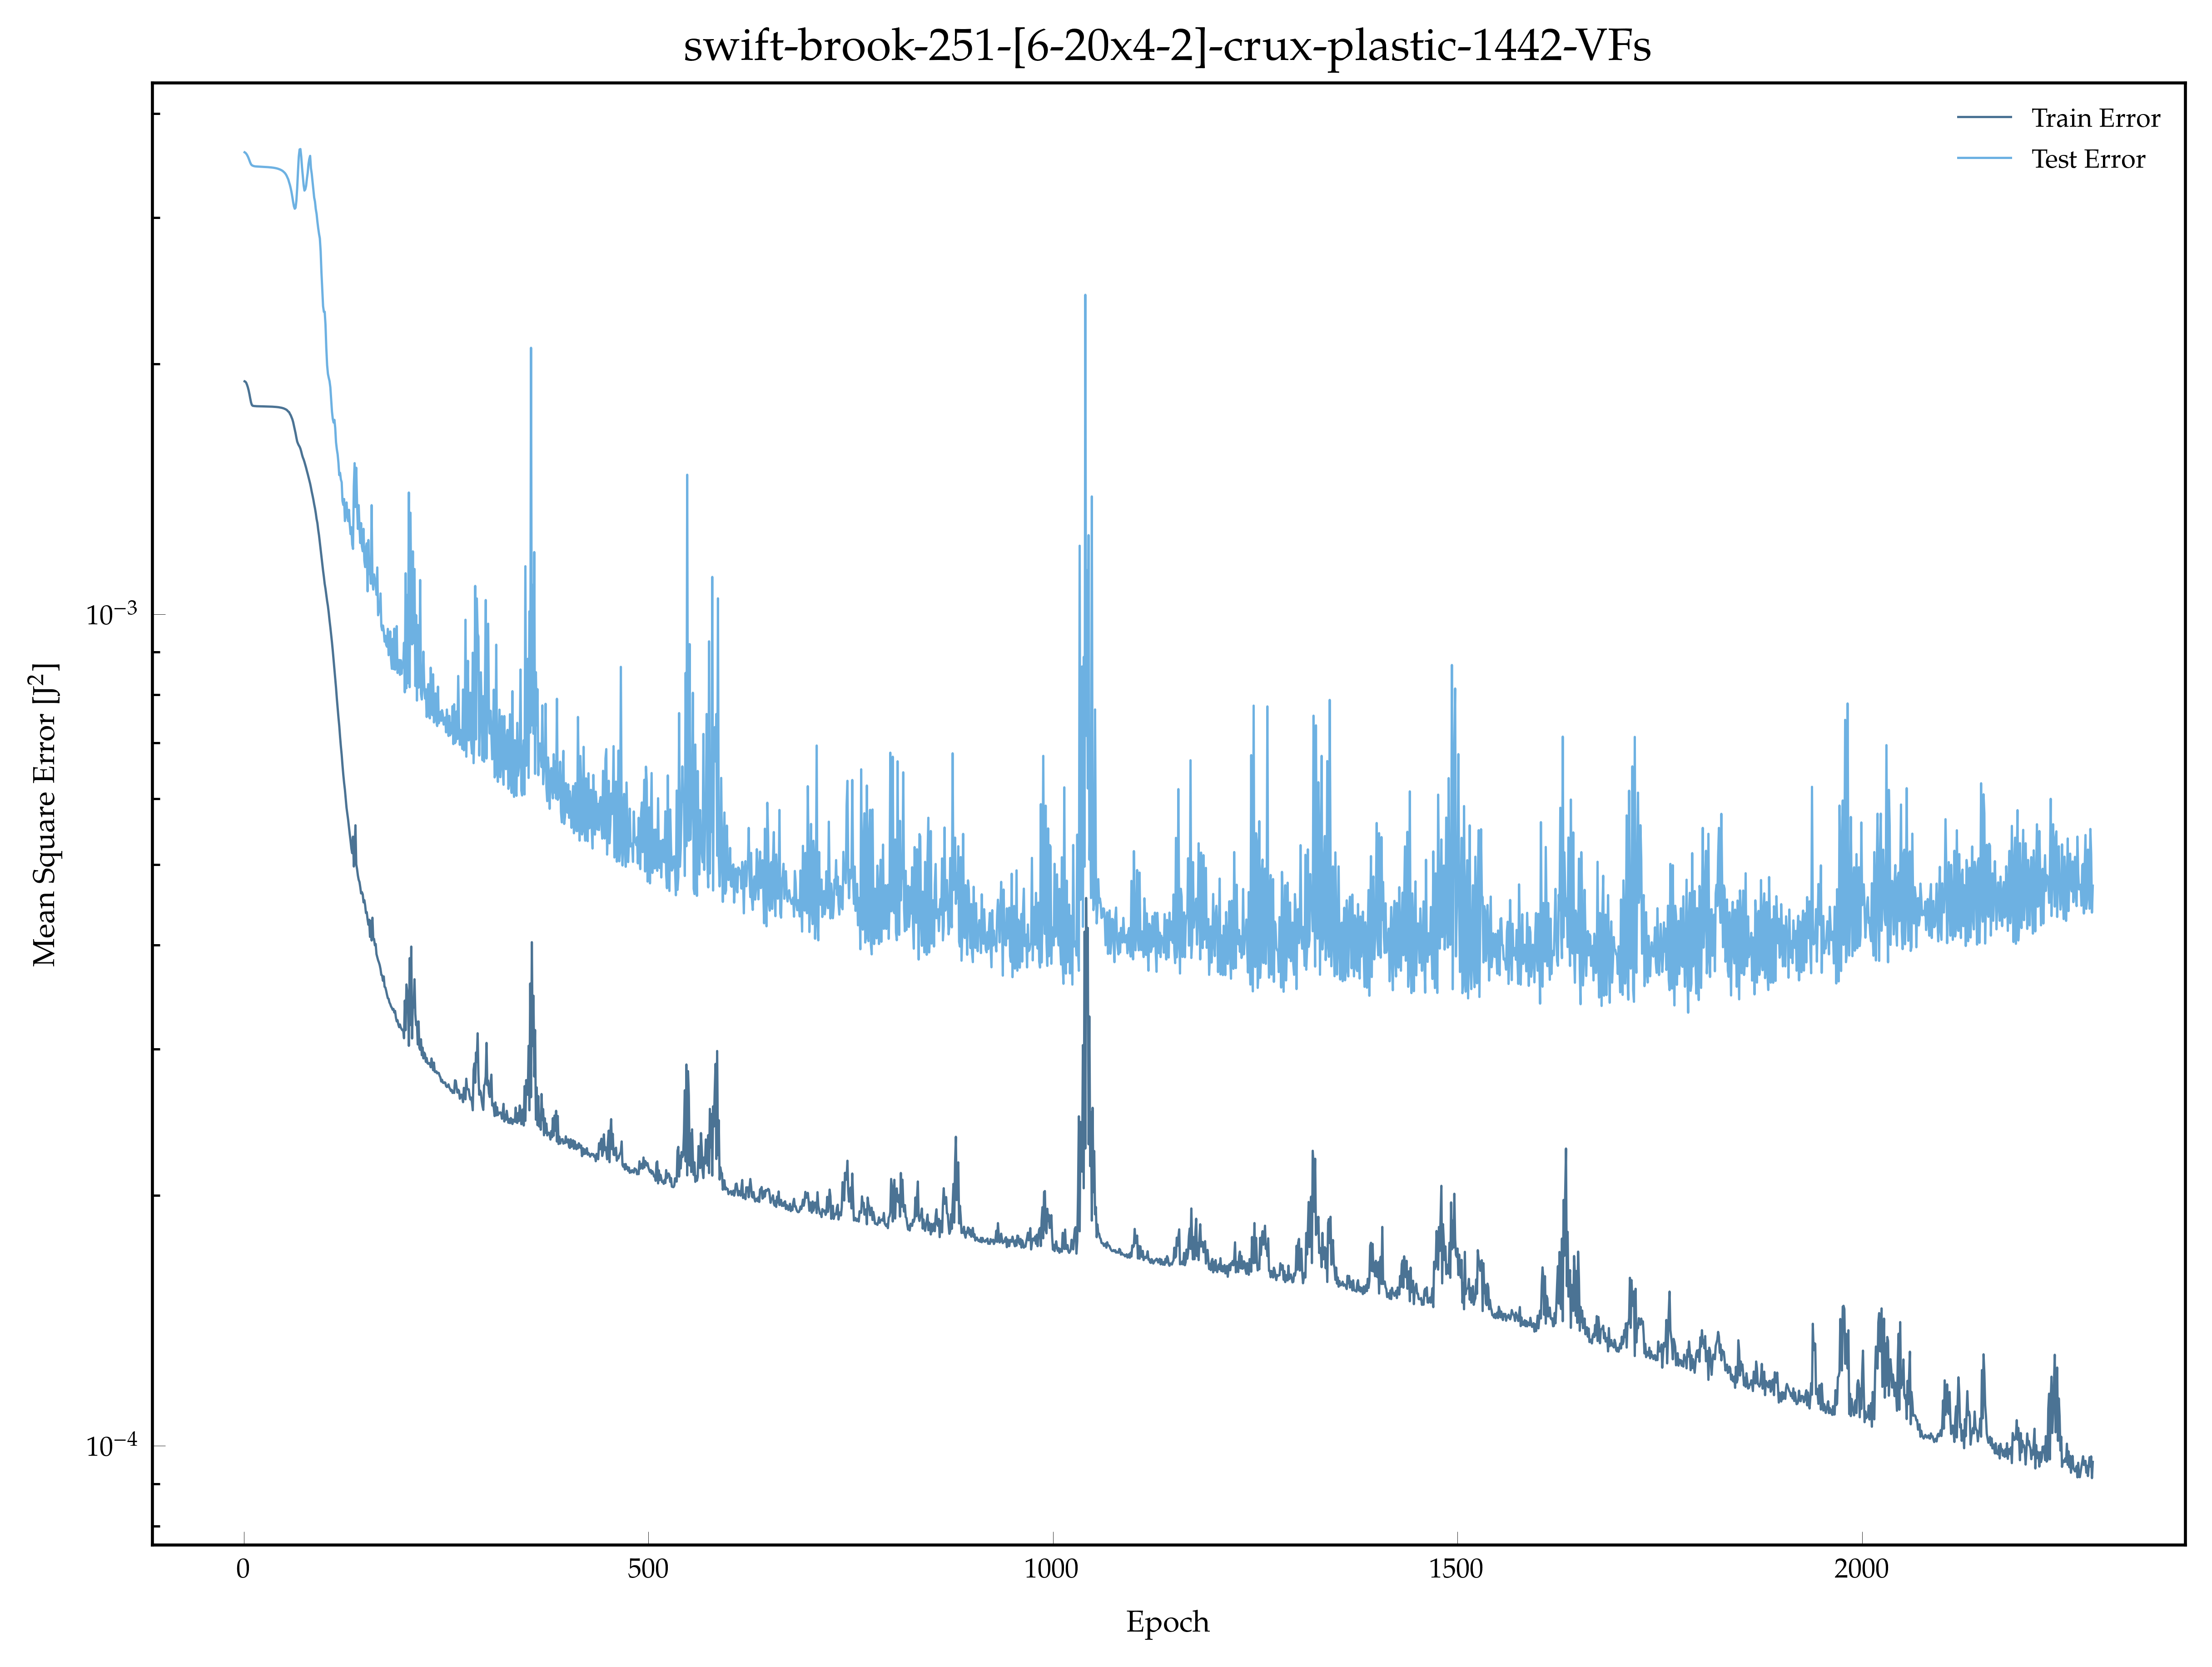 swift-brook-251-[6-20x4-2]-crux-plastic-1442-VFs
Train Error
Test Error
Mean Square Error [J²]
10⁻³
10⁻⁴
0 500 1000 1500 2000
Epoch